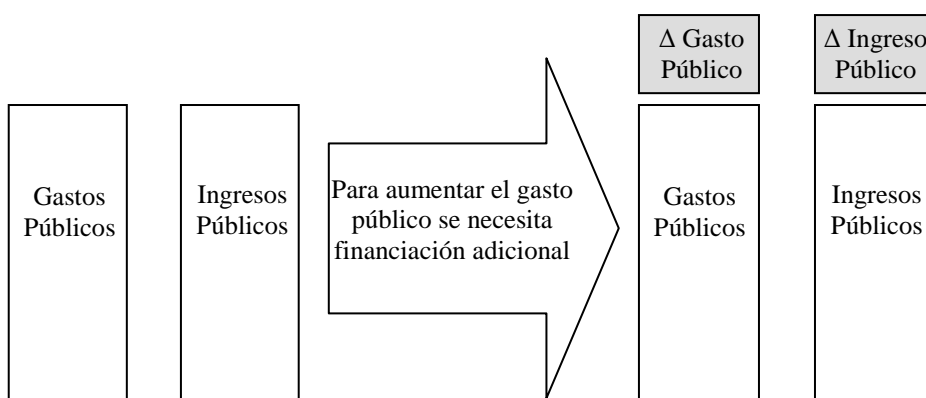 Δ Gasto
Público
Δ Ingreso
Público
Gastos
Públicos
Ingresos
Públicos
Para aumentar el gasto
público se necesita
financiación adicional
Gastos
Públicos
Ingresos
Públicos